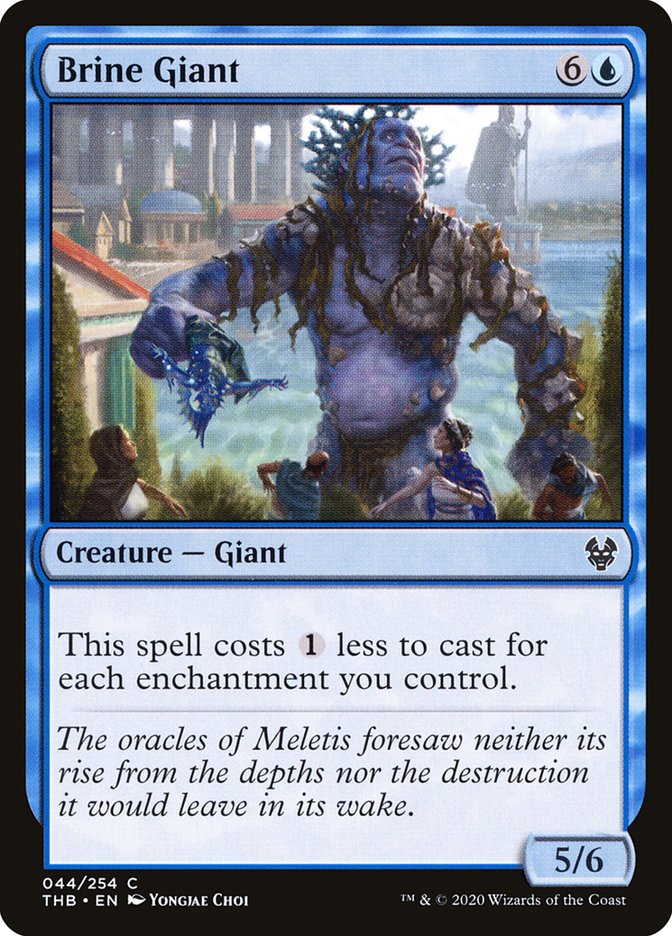 Brine Giant 6
Creature — Giant
This spell costs 1 less to cast for
each enchantment you control.
The oracles of Meletis foresaw neither its
rise from the depths nor the destruction
it would leave in its wake.
5/6
044/254 C
THB • EN Yongjae Choi
™ & © 2020 Wizards of the Coast